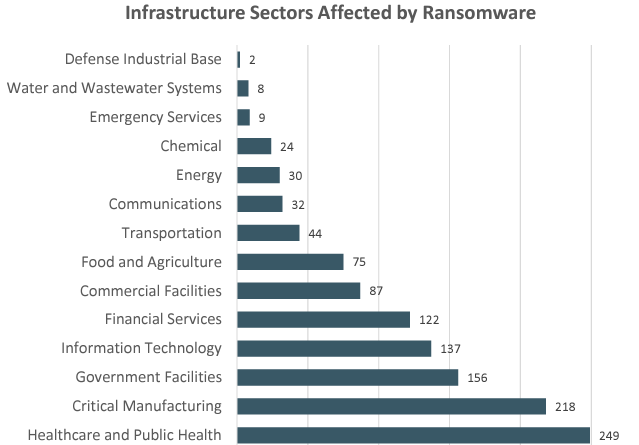 Infrastructure Sectors Affected by Ransomware
Defense Industrial Base 2
Water and Wastewater Systems 8
Emergency Services 9
Chemical 24
Energy 30
Communications 32
Transportation 44
Food and Agriculture 75
Commercial Facilities 87
Financial Services 122
Information Technology 137
Government Facilities 156
Critical Manufacturing 218
Healthcare and Public Health 249